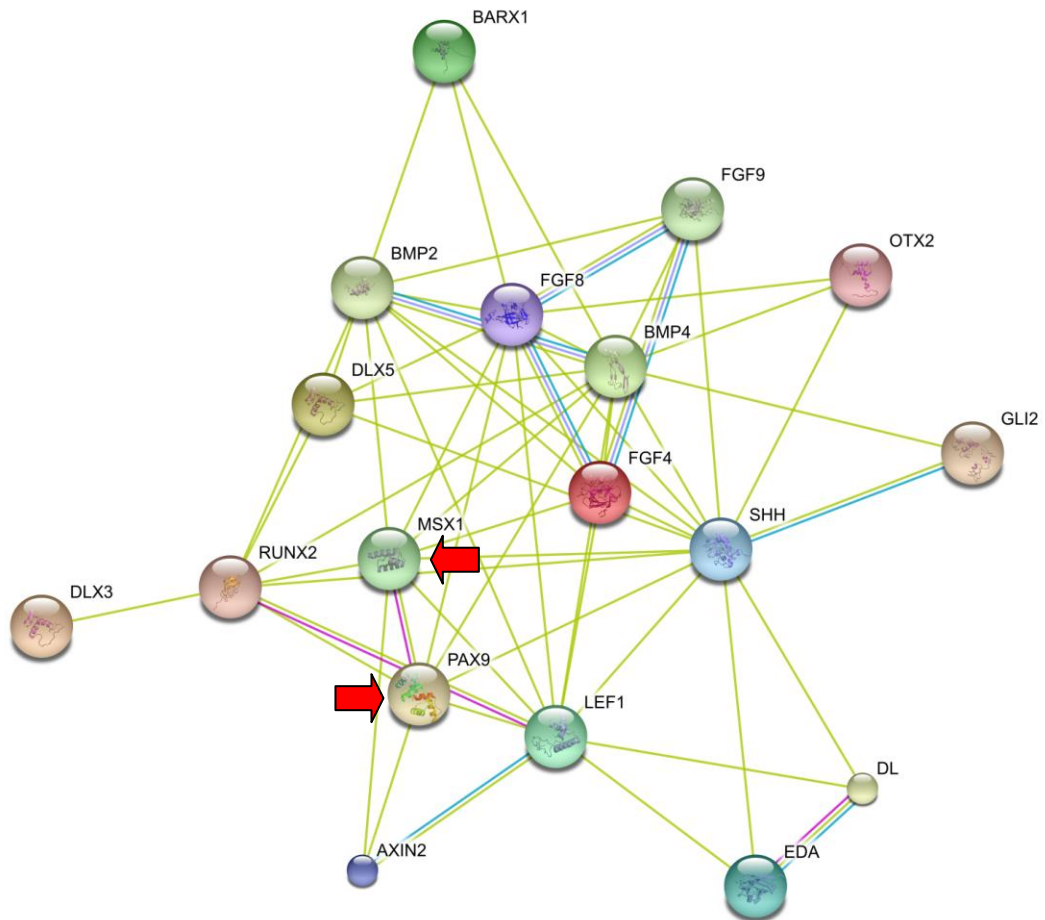 BARX1
FGF9
OTX2
BMP2
FGF8
BMP4
DLX5
GLI2
FGF4
SHH
MSX1
RUNX2
DLX3
PAX9
LEF1
DL
EDA
AXIN2